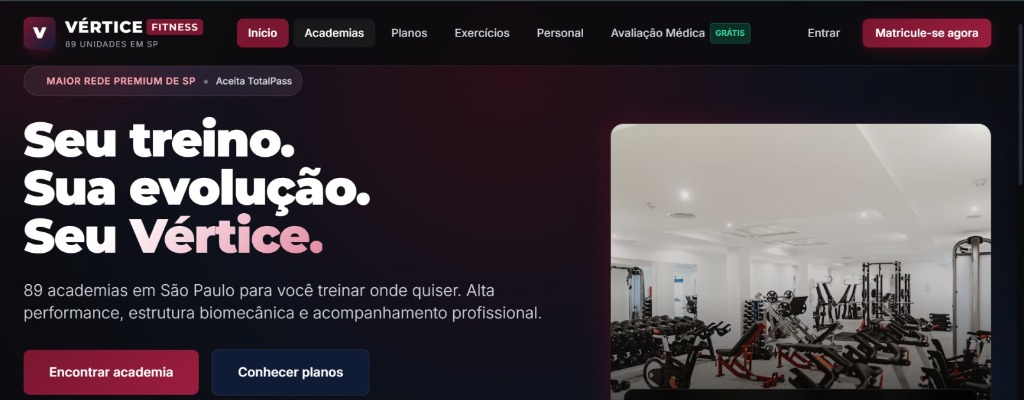 V
VÉRTICE FITNESS
89 UNIDADES EM SP
Início
Academias
Planos
Exercícios
Personal
Avaliação Médica GRÁTIS
Entrar
Matricule-se agora
MAIOR REDE PREMIUM DE SP • Aceita TotalPass
Seu treino.
Sua evolução.
Seu Vértice.
89 academias em São Paulo para você treinar onde quiser. Alta
performance, estrutura biomecânica e acompanhamento profissional.
Encontrar academia
Conhecer planos